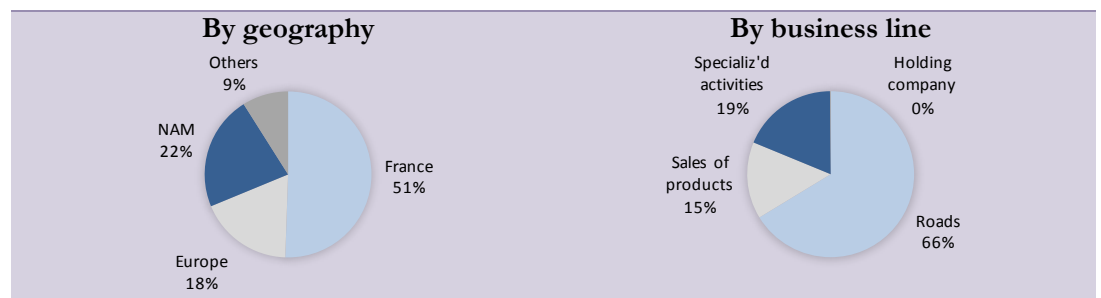 By geography
Others
9%
NAM
22%
France
51%
Europe
18%
By business line
Specializ'd
activities
19%
Holding
company
0%
Sales of
products
15%
Roads
66%